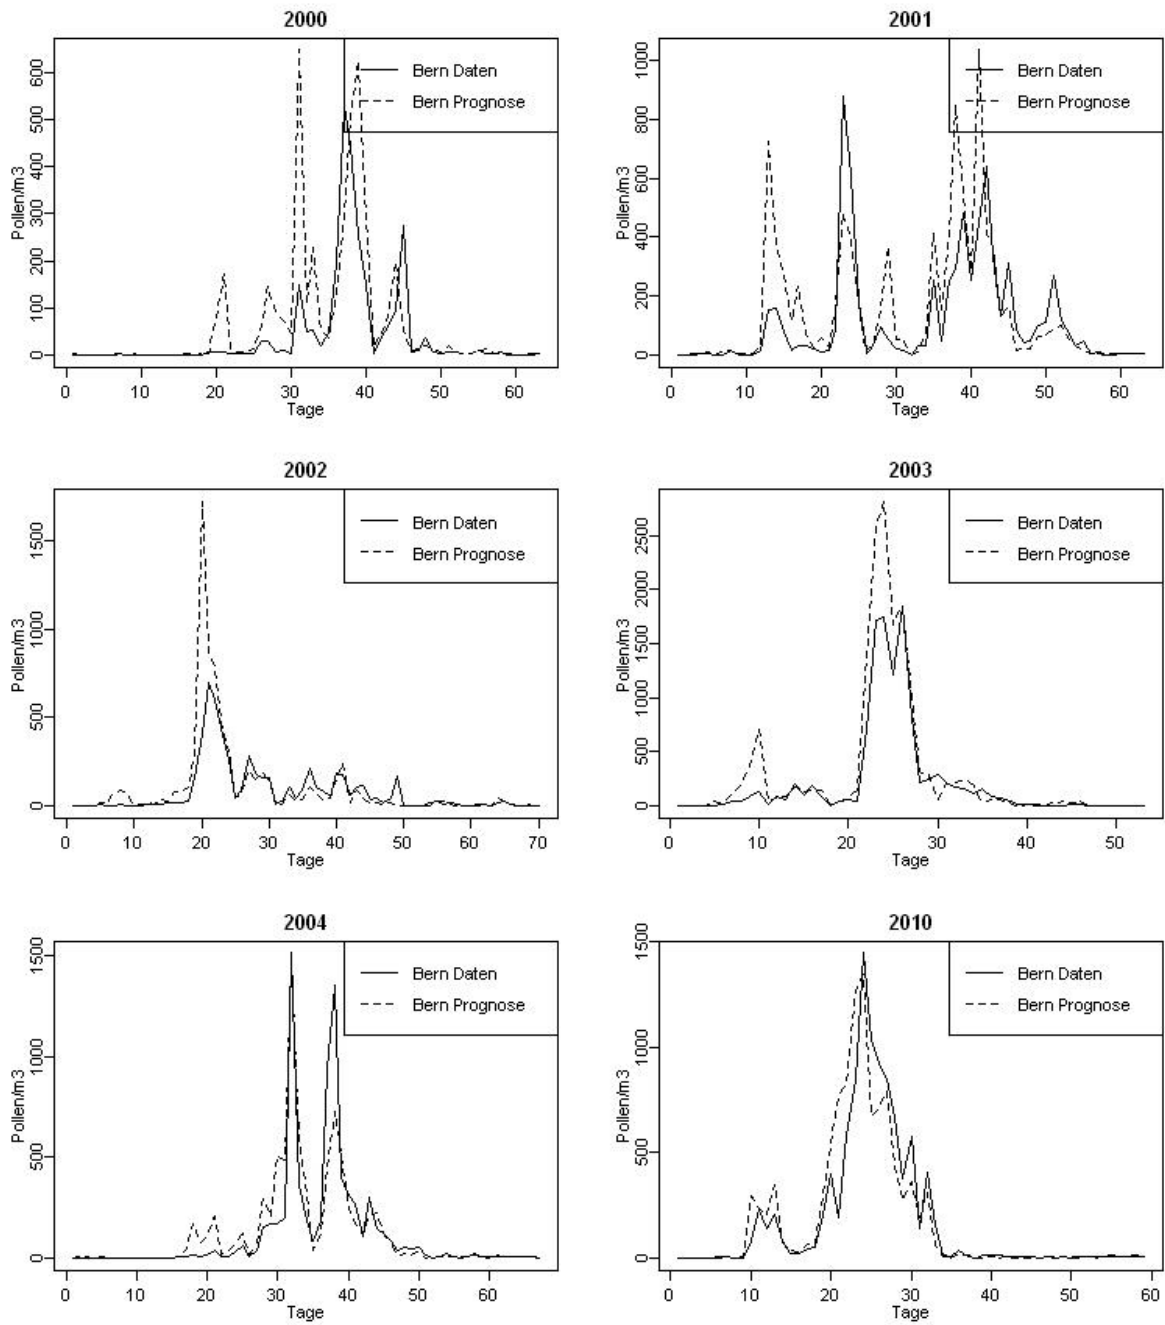 2000
Bern Daten
Bern Prognose
Pollen/m3
0 100 200 300 400 500 600
0 10 20 30 40 50 60
Tage
2001
Bern Daten
Bern Prognose
Pollen/m3
0 200 400 600 800 1000
0 10 20 30 40 50 60
Tage
2002
Bern Daten
Bern Prognose
Pollen/m3
0 500 1000 1500
0 10 20 30 40 50 60 70
Tage
2003
Bern Daten
Bern Prognose
Pollen/m3
0 500 1000 1500 2000 2500
0 10 20 30 40 50
Tage
2004
Bern Daten
Bern Prognose
Pollen/m3
0 500 1000 1500
0 10 20 30 40 50 60
Tage
2010
Bern Daten
Bern Prognose
Pollen/m3
0 500 1000 1500
0 10 20 30 40 50 60
Tage